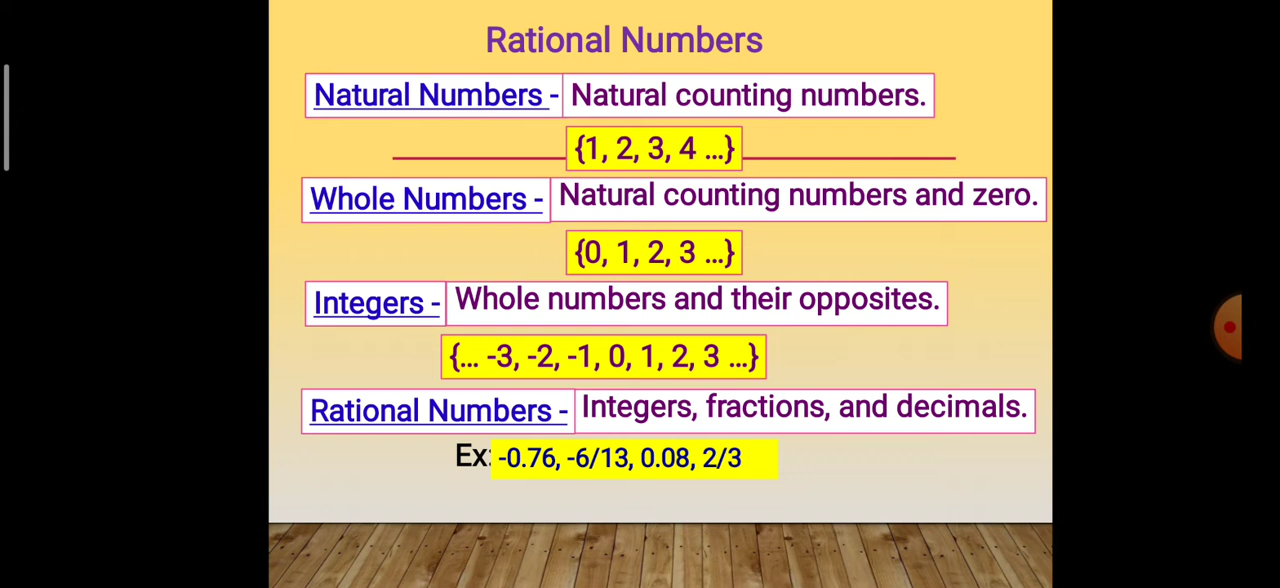 Rational Numbers
Natural Numbers - Natural counting numbers.
{1, 2, 3, 4 ...}
Whole Numbers - Natural counting numbers and zero.
{0, 1, 2, 3 ...}
Integers - Whole numbers and their opposites.
{... -3, -2, -1, 0, 1, 2, 3 ...}
Rational Numbers - Integers, fractions, and decimals.
Ex: -0.76, -6/13, 0.08, 2/3